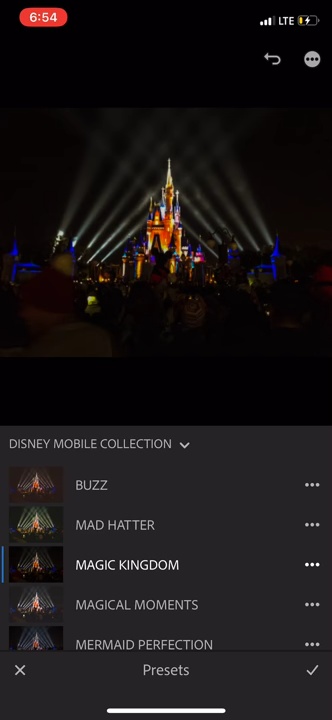 6:54
LTE
DISNEY MOBILE COLLECTION
BUZZ
MAD HATTER
MAGIC KINGDOM
MAGICAL MOMENTS
MERMAID PERFECTION
Presets